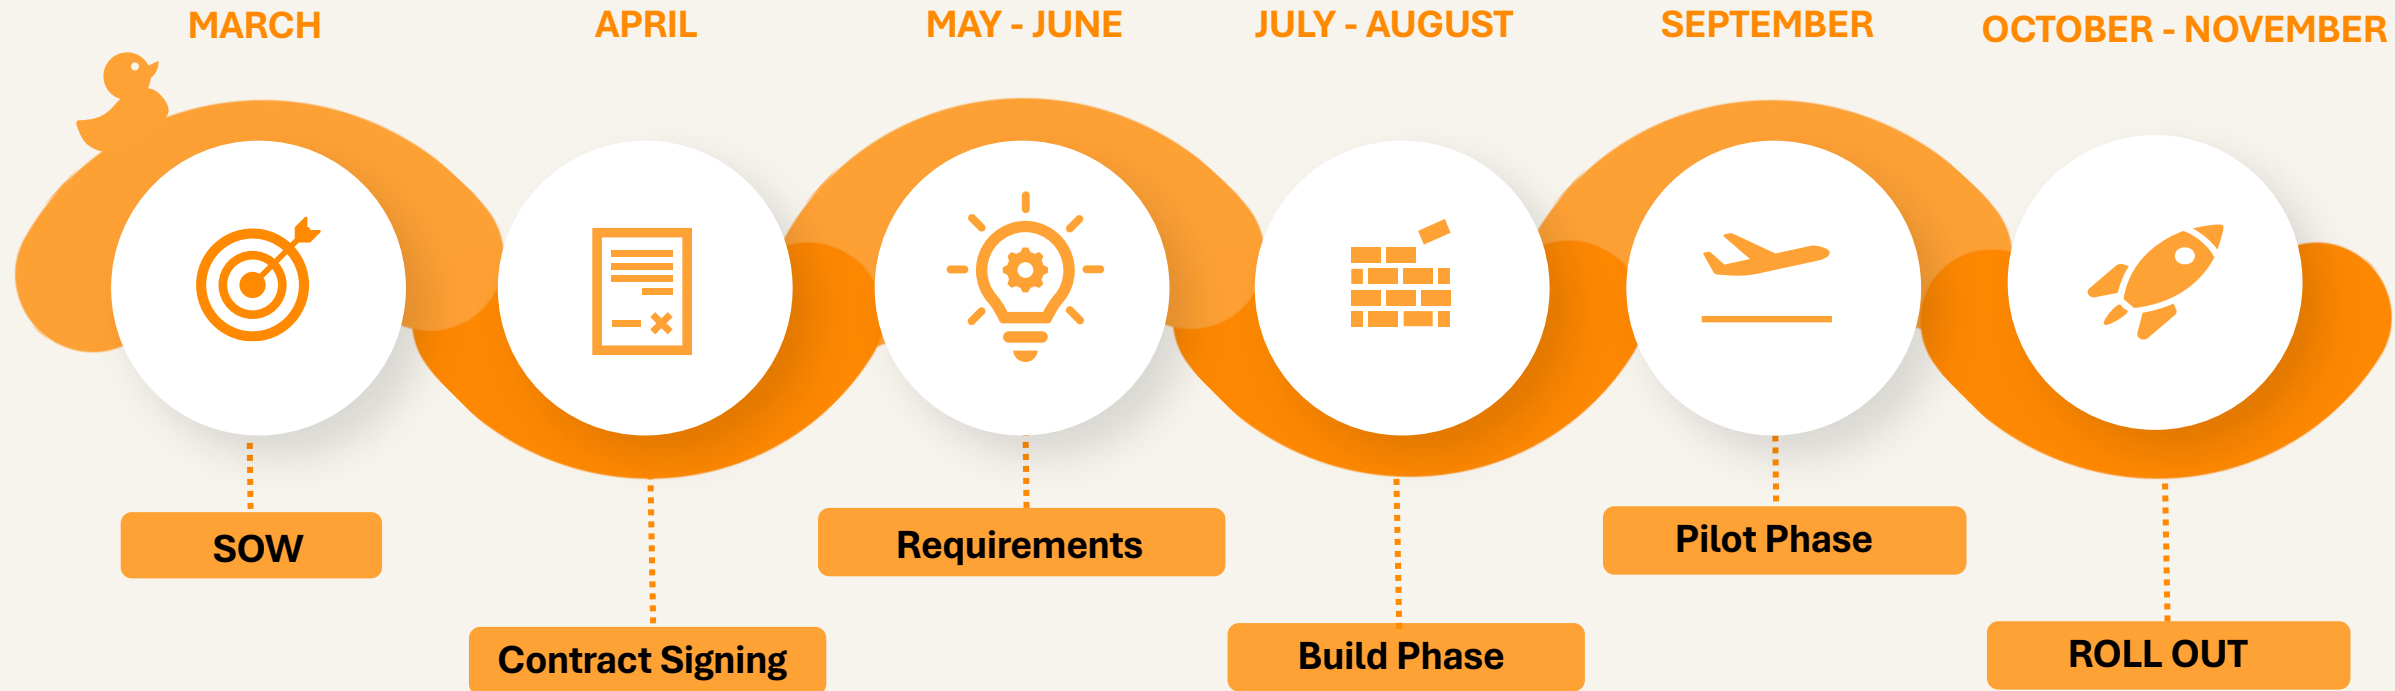 MARCH
APRIL
MAY - JUNE
JULY - AUGUST
SEPTEMBER
OCTOBER - NOVEMBER
SOW
Contract Signing
Requirements
Build Phase
Pilot Phase
ROLL OUT